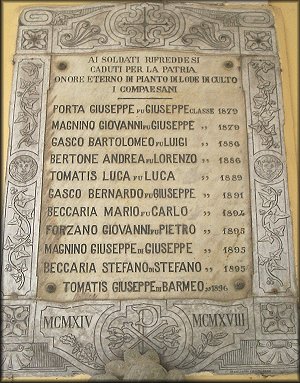 AI SOLDATI RIFREDDESI
CADUTI PER LA PATRIA
ONORE ETERNO DI PIANTO DI LODE DI CULTO
I COMPAESANI
PORTA GIUSEPPE FU GIUSEPPE CLASSE 1879
MAGNINO GIOVANNI FU GIUSEPPE ,, 1879
GASCO BARTOLOMEO FU LUIGI ,, 1886
BERTONE ANDREA FU LORENZO ,, 1886
TOMATIS LUCA FU LUCA ,, 1889
GASCO BERNARDO FU GIUSEPPE ,, 1891
BECCARIA MARIO FU CARLO ,, 1894
FORZANO GIOVANNI FU PIETRO ,, 1895
MAGNINO GIUSEPPE DI GIUSEPPE ,, 1895
BECCARIA STEFANO DI STEFANO ,, 1895
TOMATIS GIUSEPPE DI BARMEO ,, 1896
MCMXIV MCMXVIII